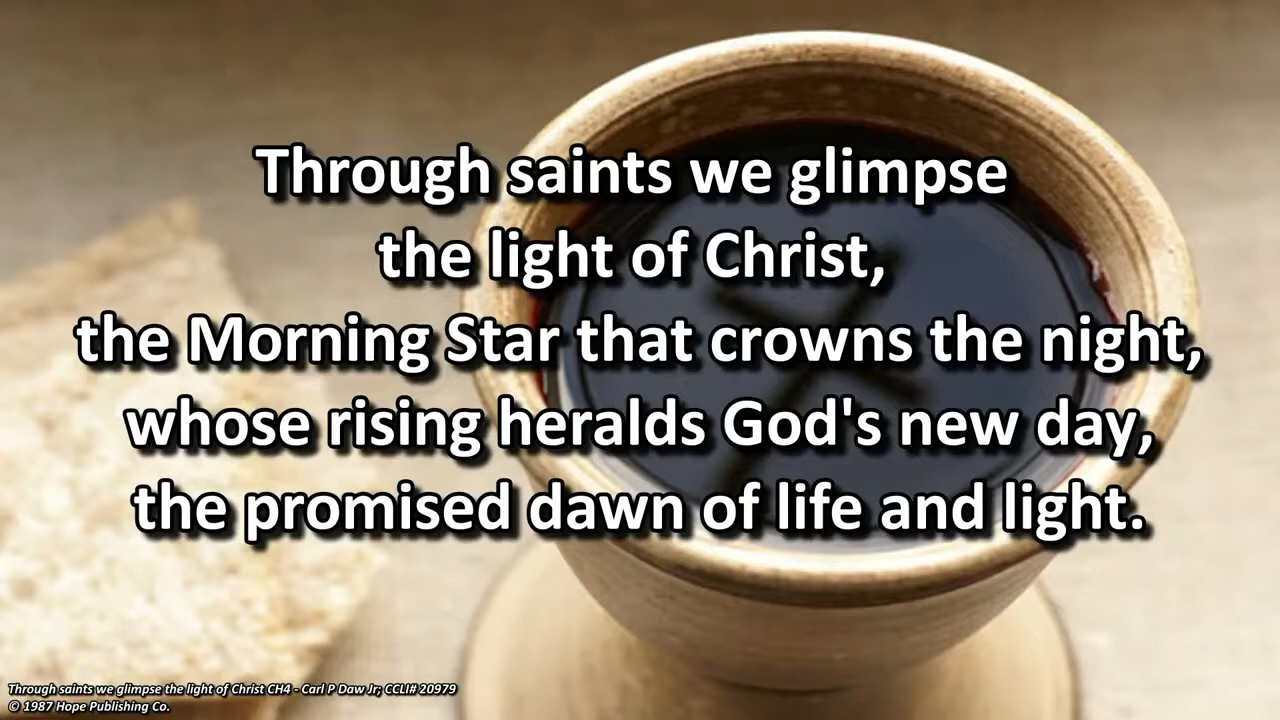 Through saints we glimpse
the light of Christ,
the Morning Star that crowns the night,
whose rising heralds God's new day,
the promised dawn of life and light.
Through saints we glimpse the light of Christ CH4 - Carl P Daw Jr; CCLI# 20979
© 1987 Hope Publishing Co.